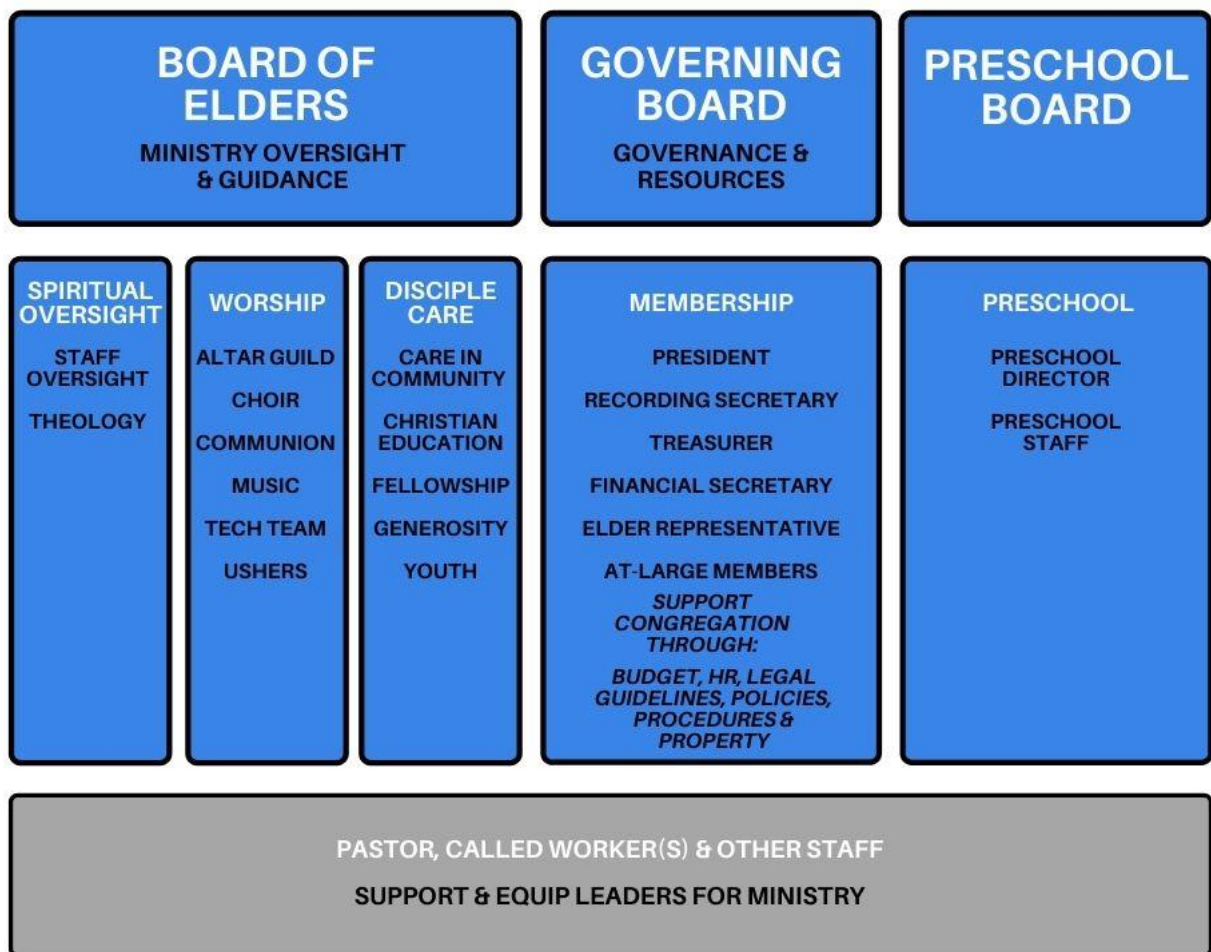 BOARD OF
ELDERS
MINISTRY OVERSIGHT
& GUIDANCE
GOVERNING
BOARD
GOVERNANCE &
RESOURCES
PRESCHOOL
BOARD
SPIRITUAL
OVERSIGHT
STAFF
OVERSIGHT
THEOLOGY
WORSHIP
ALTAR GUILD
CHOIR
COMMUNION
MUSIC
TECH TEAM
USHERS
DISCIPLE
CARE
CARE IN
COMMUNITY
CHRISTIAN
EDUCATION
FELLOWSHIP
GENEROSITY
YOUTH
MEMBERSHIP
PRESIDENT
RECORDING SECRETARY
TREASURER
FINANCIAL SECRETARY
ELDER REPRESENTATIVE
AT-LARGE MEMBERS
SUPPORT
CONGREGATION
THROUGH:
BUDGET, HR, LEGAL
GUIDELINES, POLICIES,
PROCEDURES &
PROPERTY
PRESCHOOL
PRESCHOOL
DIRECTOR
PRESCHOOL
STAFF
PASTOR, CALLED WORKER(S) & OTHER STAFF
SUPPORT & EQUIP LEADERS FOR MINISTRY